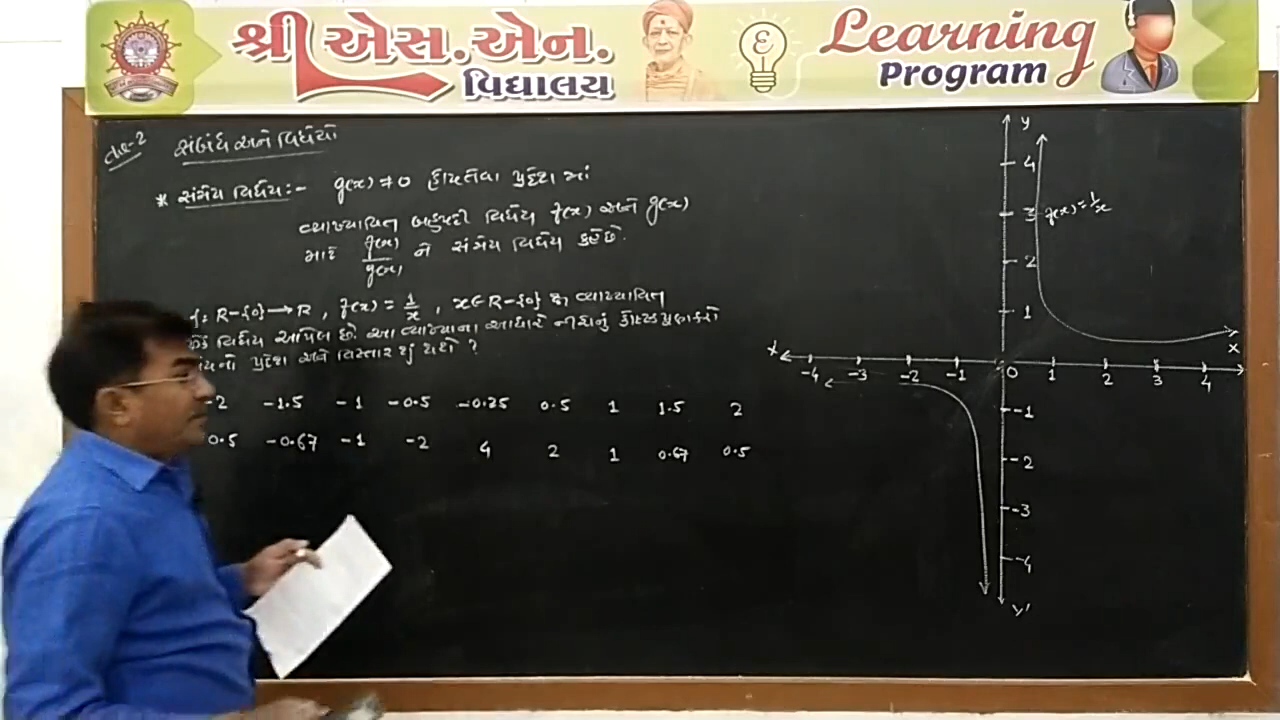 શ્રી એસ.એન.
વિદ્યાલય
Learning
Program
સંબંધ અને વિધેયો
* સંમેય વિધેય:- g(x) ≠ 0 હોય તેવા પ્રદેશ માં
વ્યાખ્યાયિત બહુપદી વિધેય f(x) અને g(x)
માટે f(x)/g(x) ને સંમેય વિધેય કહે છે.
f: R-{0} → R , f(x) = 1/x , x∈R-{0} વ્યાખ્યાયિત
વિધેય આપેલ છે. આ વ્યાખ્યાના આધારે નીચેનું કોષ્ટક પુરા કરો
પ્રદેશ અને વિસ્તાર શું થશે ?
-2 -1.5 -1 -0.5 -0.25 0.5 1 1.5 2
0.5 -0.67 -1 -2 4 2 1 0.67 0.5
y
4
3 f(x)=1/x
2
1
x' -4 -3 -2 -1 0 1 2 3 4 x
-1
-2
-3
-4
y'